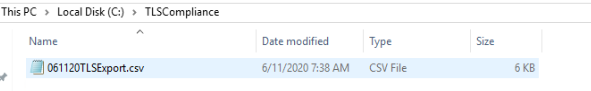 This PC > Local Disk (C:) > TLSCompliance
Name Date modified Type Size
061120TLSExport.csv 6/11/2020 7:38 AM CSV File 6 KB